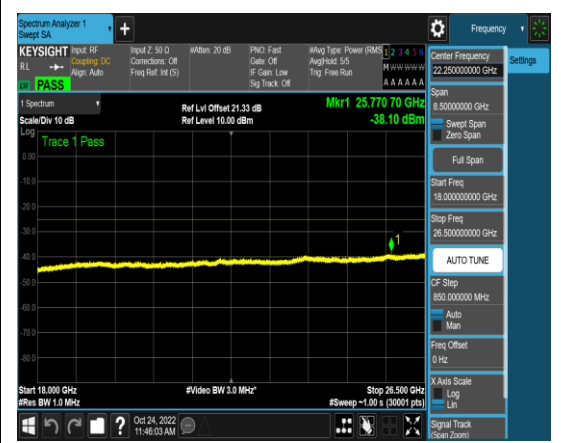 Spectrum Analyzer 1
Swept SA
Frequency
KEYSIGHT
RL
PASS
Input: RF
Coupling: DC
Align: Auto
Input Z: 50 Ω
Corrections: Off
Freq Ref: Int (S)
#Atten: 20 dB
PNO: Fast
Gate: Off
IF Gain: Low
Sig Track: Off
#Avg Type: Power (RMS
Avg|Hold: 5/5
Trig: Free Run
1 2 3 4 5 6
M W W W W W
A A A A A A
1 Spectrum
Scale/Div 10 dB
Ref Lvl Offset 21.33 dB
Ref Level 10.00 dBm
Mkr1 25.770 70 GHz
-38.10 dBm
Log
Trace 1 Pass
0.00
-10.0
-20.0
-30.0
-40.0
-50.0
-60.0
-70.0
-80.0
1
Start 18.000 GHz
#Res BW 1.0 MHz
#Video BW 3.0 MHz*
Stop 26.500 GHz
#Sweep ~1.00 s (30001 pts)
Oct 24, 2022
11:46:03 AM
Center Frequency
22.250000000 GHz
Settings
Span
8.50000000 GHz
Swept Span
Zero Span
Full Span
Start Freq
18.000000000 GHz
Stop Freq
26.500000000 GHz
AUTO TUNE
CF Step
850.000000 MHz
Auto
Man
Freq Offset
0 Hz
X Axis Scale
Log
Lin
Signal Track
(Span Zoom)